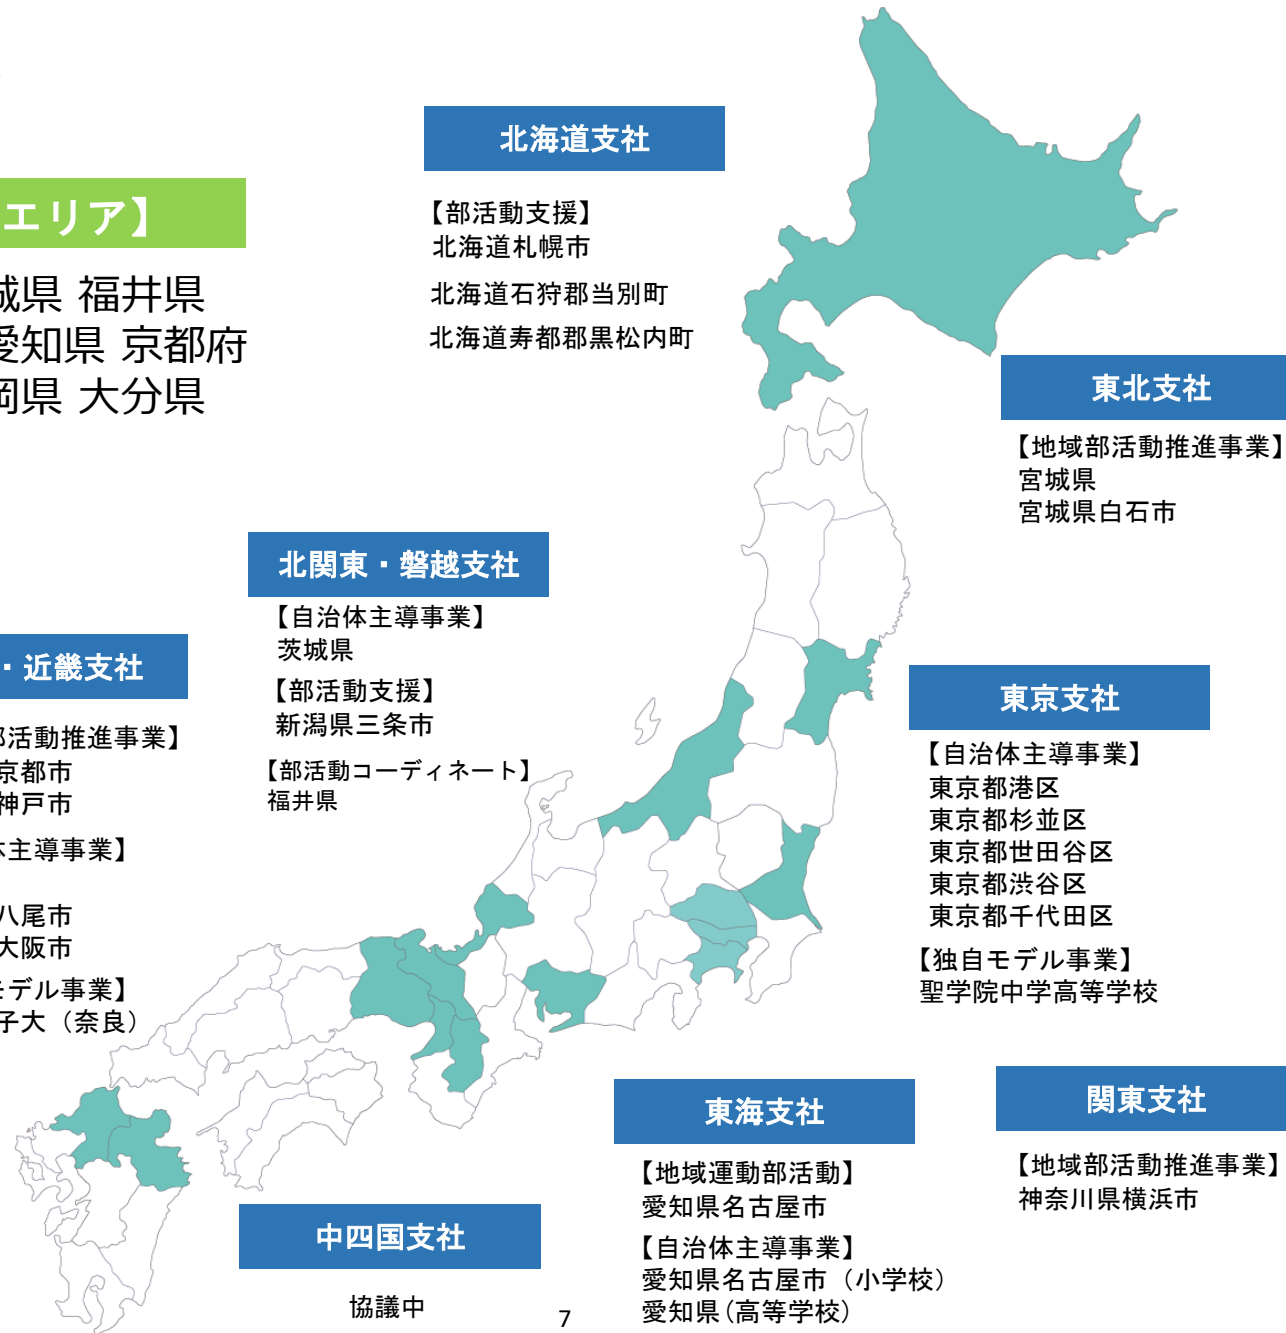 エリア】
城県 福井県
愛知県 京都府
岡県 大分県
北海道支社
【部活動支援】
北海道札幌市
北海道石狩郡当別町
北海道寿都郡黒松内町
東北支社
【地域部活動推進事業】
宮城県
宮城県白石市
北関東・磐越支社
【自治体主導事業】
茨城県
【部活動支援】
新潟県三条市
【部活動コーディネート】
福井県
・近畿支社
部活動推進事業】
京都市
神戸市
体主導事業】
八尾市
大阪市
モデル事業】
子大（奈良）
東京支社
【自治体主導事業】
東京都港区
東京都杉並区
東京都世田谷区
東京都渋谷区
東京都千代田区
【独自モデル事業】
聖学院中学高等学校
東海支社
【地域運動部活動】
愛知県名古屋市
【自治体主導事業】
愛知県名古屋市（小学校）
愛知県(高等学校)
関東支社
【地域部活動推進事業】
神奈川県横浜市
中四国支社
協議中
7